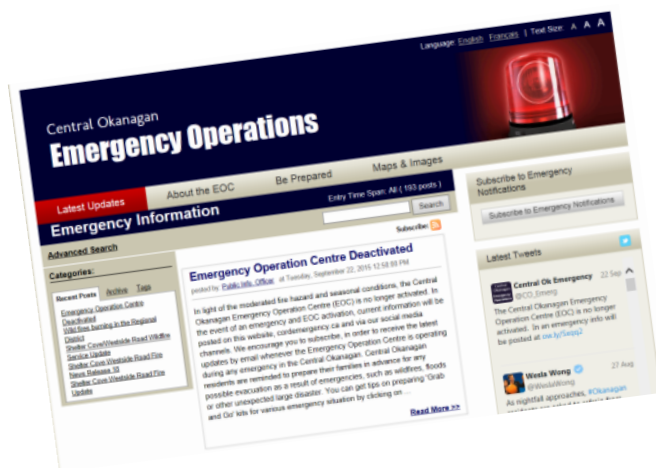 Language: English Français | Text Size: A A A
Central Okanagan
Emergency Operations
Latest Updates About the EOC Be Prepared Maps & Images
Emergency Information
Entry Time Span: All ( 193 posts )
Search
Advanced Search
Subscribe:
Categories:
Recent Posts Archive Tags
Emergency Operation Centre
Deactivated
Wild fires burning in the Regional
District
Shelter Cove/Westside Road Wildfire
Service Update
Shelter Cove Westside Road Fire
News Release 10
Shelter Cove/Westside Road Fire
Update
Emergency Operation Centre Deactivated
posted by: Public Info. Officer at Tuesday, September 22, 2015 12:58:00 PM
In light of the moderated fire hazard and seasonal conditions, the Central
Okanagan Emergency Operation Centre (EOC) is no longer activated. In
the event of an emergency and EOC activation, current information will be
posted on this website, cordemergency.ca and via our social media
channels. We encourage you to subscribe, in order to receive the latest
updates by email whenever the Emergency Operation Centre is operating
during any emergency in the Central Okanagan. Central Okanagan
residents are reminded to prepare their families in advance for any
possible evacuation as a result of emergencies, such as wildfires, floods
or other unexpected large disaster. You can get tips on preparing 'Grab
and Go' kits for various emergency situation by clicking on ...
Read More >>
Subscribe to Emergency
Notifications
Subscribe to Emergency Notifications
Latest Tweets
Central Ok Emergency 22 Sep
@CO_Emerg
The Central Okanagan Emergency
Operation Centre (EOC) is no longer
activated. In an emergency info will
be posted at
Wesla Wong 27 Aug
@WeslaWong
As nightfall approaches, #Okanagan